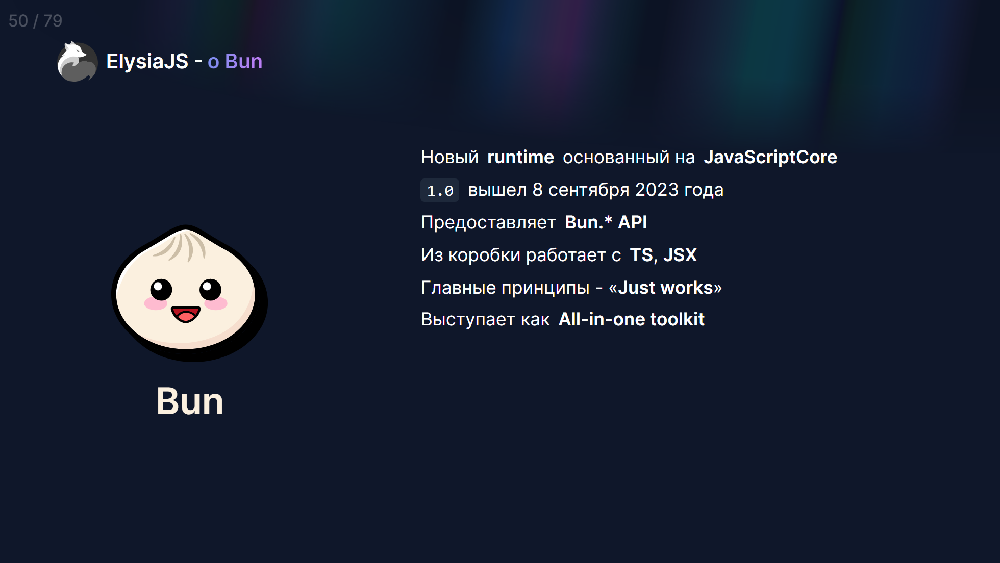 50 / 79
ElysiaJS - о Bun
Новый runtime основанный на JavaScriptCore
1.0 вышел 8 сентября 2023 года
Предоставляет Bun.* API
Из коробки работает с TS, JSX
Главные принципы - «Just works»
Выступает как All-in-one toolkit
Bun